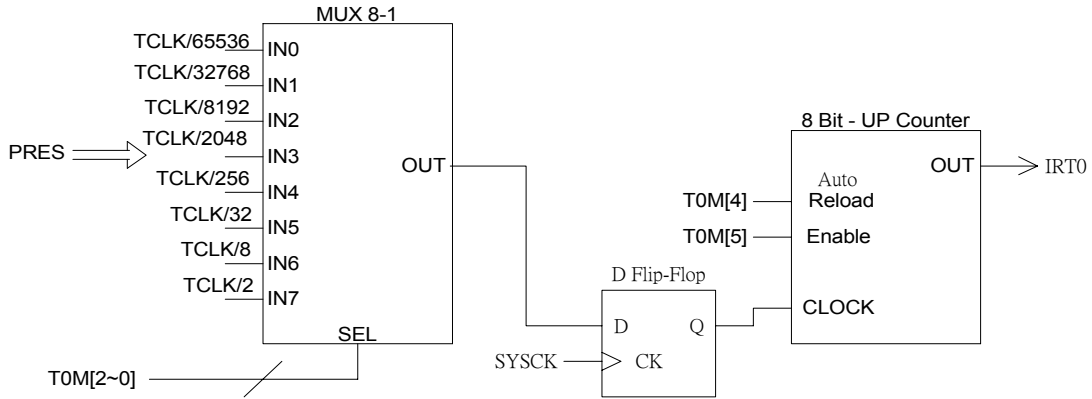 MUX 8-1
TCLK/65536
IN0
TCLK/32768
IN1
TCLK/8192
IN2
PRES
TCLK/2048
IN3
OUT
TCLK/256
IN4
TCLK/32
IN5
TCLK/8
IN6
TCLK/2
IN7
SEL
T0M[2~0]
D Flip-Flop
D
Q
SYSCK
CK
8 Bit - UP Counter
OUT
IRT0
T0M[4]
Auto
Reload
T0M[5]
Enable
CLOCK